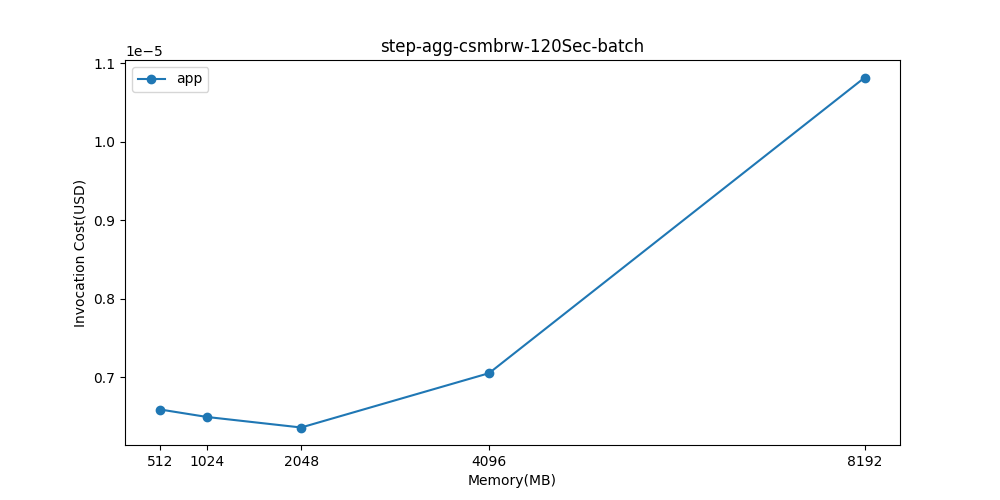 step-agg-csmbrw-120Sec-batch
1e−5
app
1.1
1.0
0.9
0.8
0.7
Invocation Cost(USD)
512 1024 2048 4096 8192
Memory(MB)